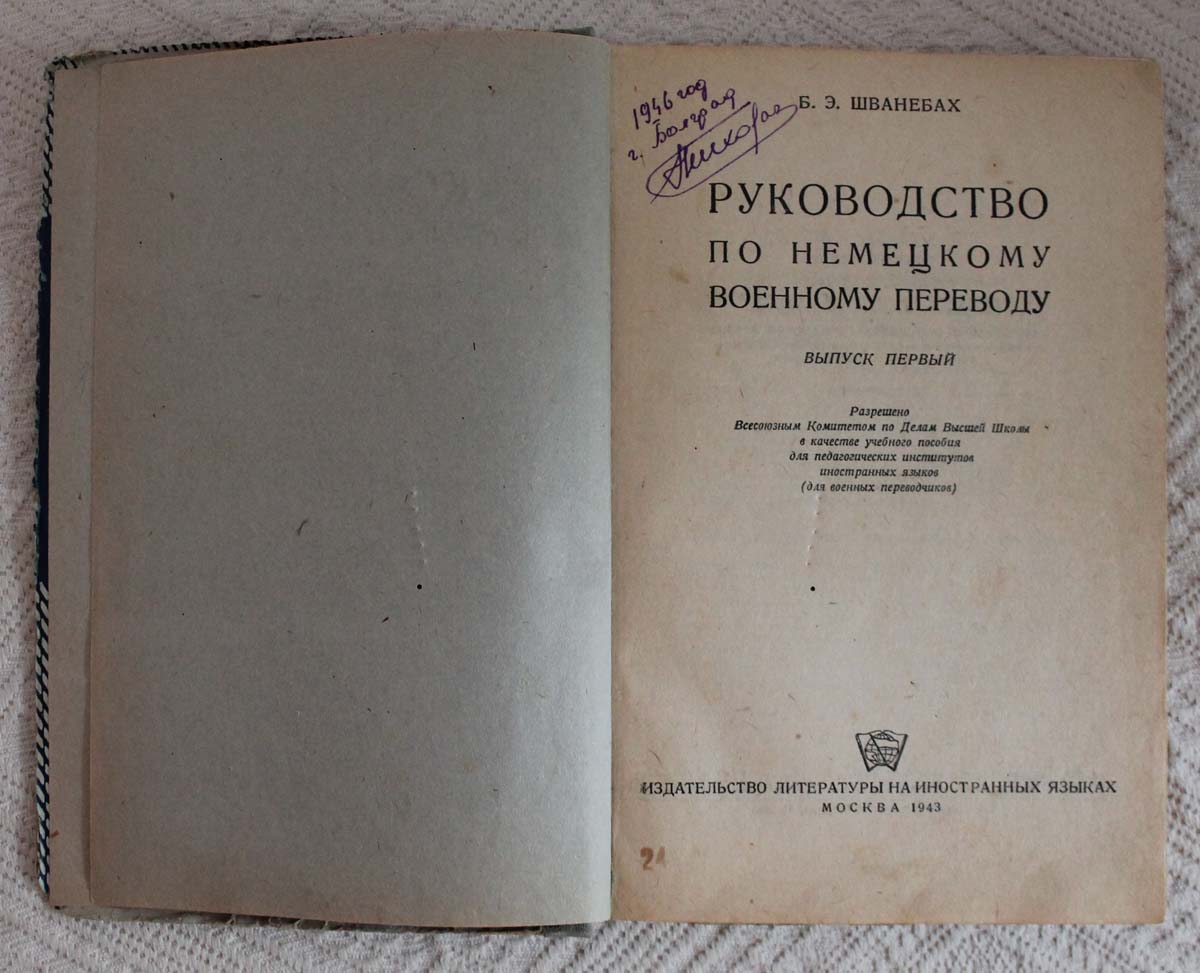 1946 год
г. Болград
Б. Э. ШВАНЕБАХ
РУКОВОДСТВО
ПО НЕМЕЦКОМУ
ВОЕННОМУ ПЕРЕВОДУ
ВЫПУСК ПЕРВЫЙ
Разрешено
Всесоюзным Комитетом по Делам Высшей Школы
в качестве учебного пособия
для педагогических институтов
иностранных языков
(для военных переводчиков)
ИЗДАТЕЛЬСТВО ЛИТЕРАТУРЫ НА ИНОСТРАННЫХ ЯЗЫКАХ
МОСКВА 1943
24